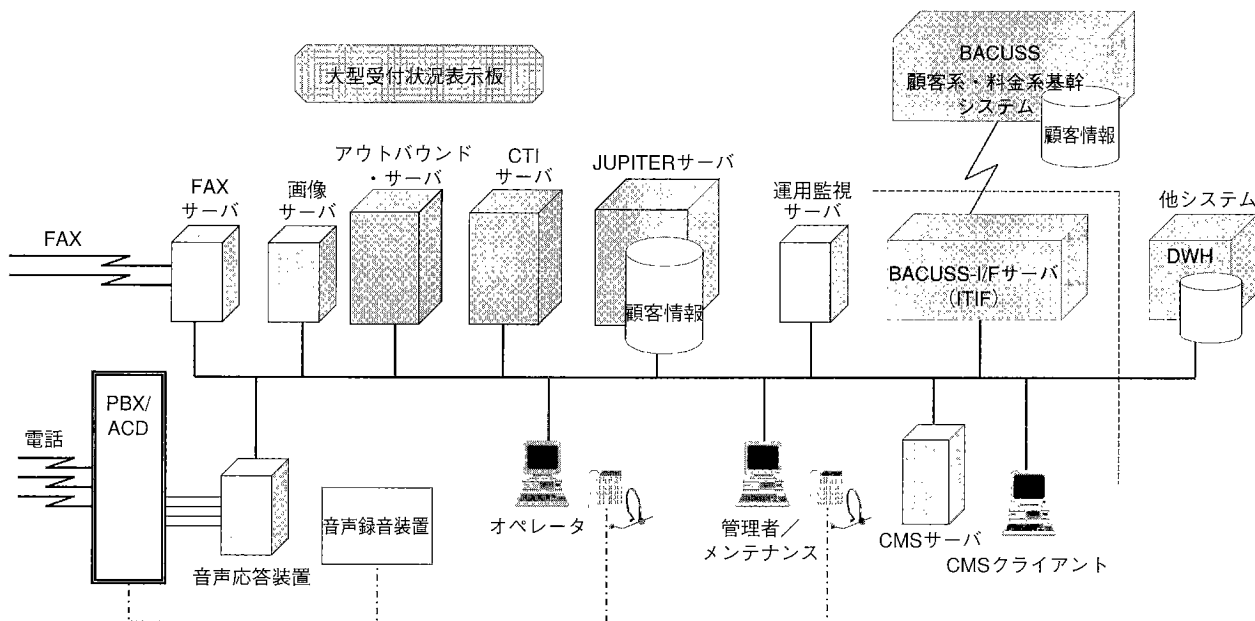 大型受付状況表示板
BACUSS
顧客系・料金系基幹
システム
顧客情報
アウトバウンド
・サーバ
CTI
サーバ
JUPITERサーバ
FAX
サーバ
画像
サーバ
運用監視
サーバ
他システム
FAX
DWH
BACUSS-I/Fサーバ
（ITIF）
顧客情報
PBX/
ACD
電話
音声録音装置
オペレータ
管理者／
メンテナンス
CMSサーバ
CMSクライアント
音声応答装置